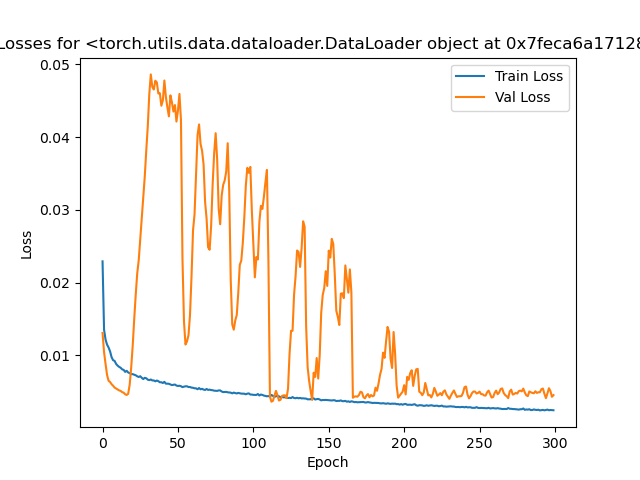 Losses for <torch.utils.data.dataloader.DataLoader object at 0x7feca6a17128
0.05
0.04
0.03
0.02
0.01
Loss
Train Loss
Val Loss
0 50 100 150 200 250 300
Epoch